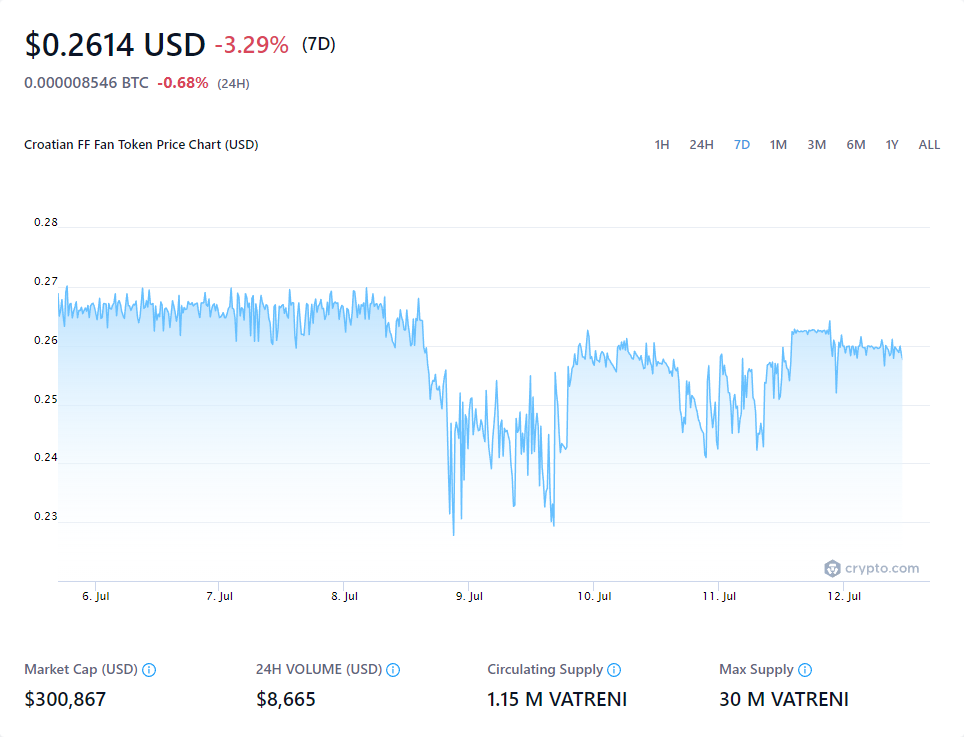 $0.2614 USD -3.29% (7D)
0.000008546 BTC -0.68% (24H)
Croatian FF Fan Token Price Chart (USD)
1H 24H 7D 1M 3M 6M 1Y ALL
0.28
0.27
0.26
0.25
0.24
0.23
crypto.com
6. Jul 7. Jul 8. Jul 9. Jul 10. Jul 11. Jul 12. Jul
Market Cap (USD) 24H VOLUME (USD) Circulating Supply Max Supply
$300,867 $8,665 1.15 M VATRENI 30 M VATRENI